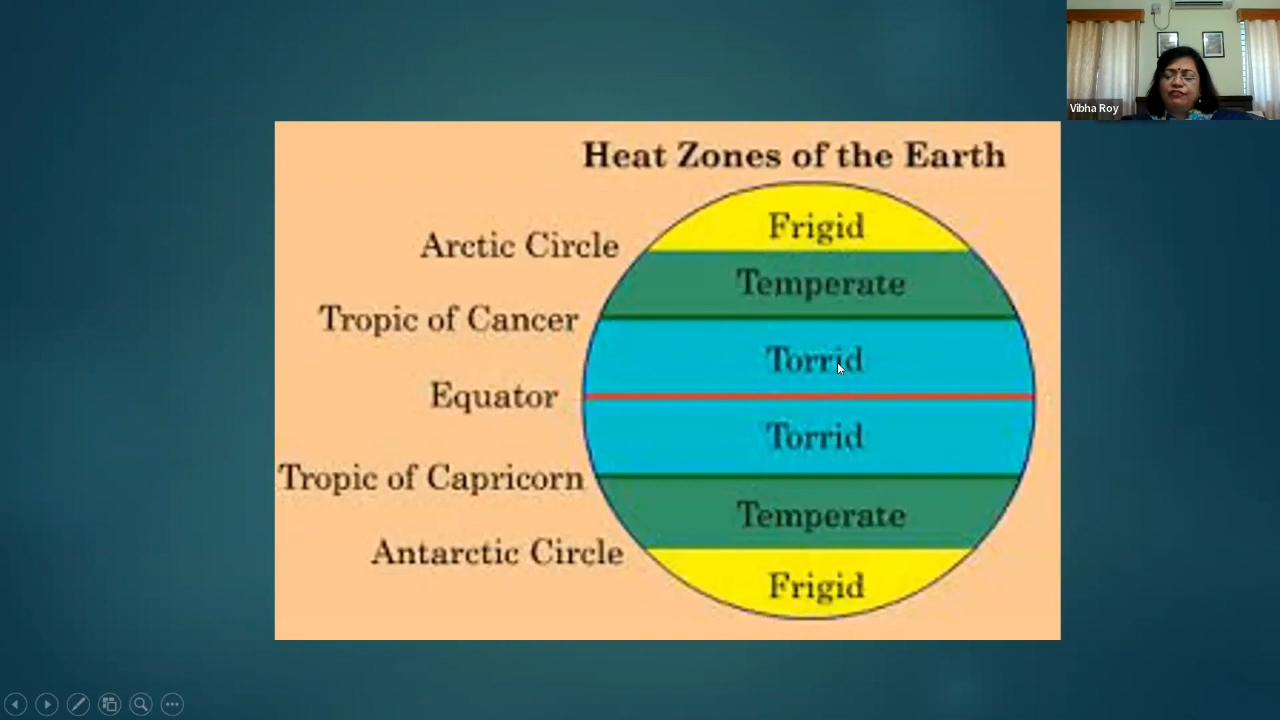 Vibha Roy
Heat Zones of the Earth
Frigid
Arctic Circle
Temperate
Tropic of Cancer
Torrid
Equator
Torrid
Tropic of Capricorn
Temperate
Antarctic Circle
Frigid